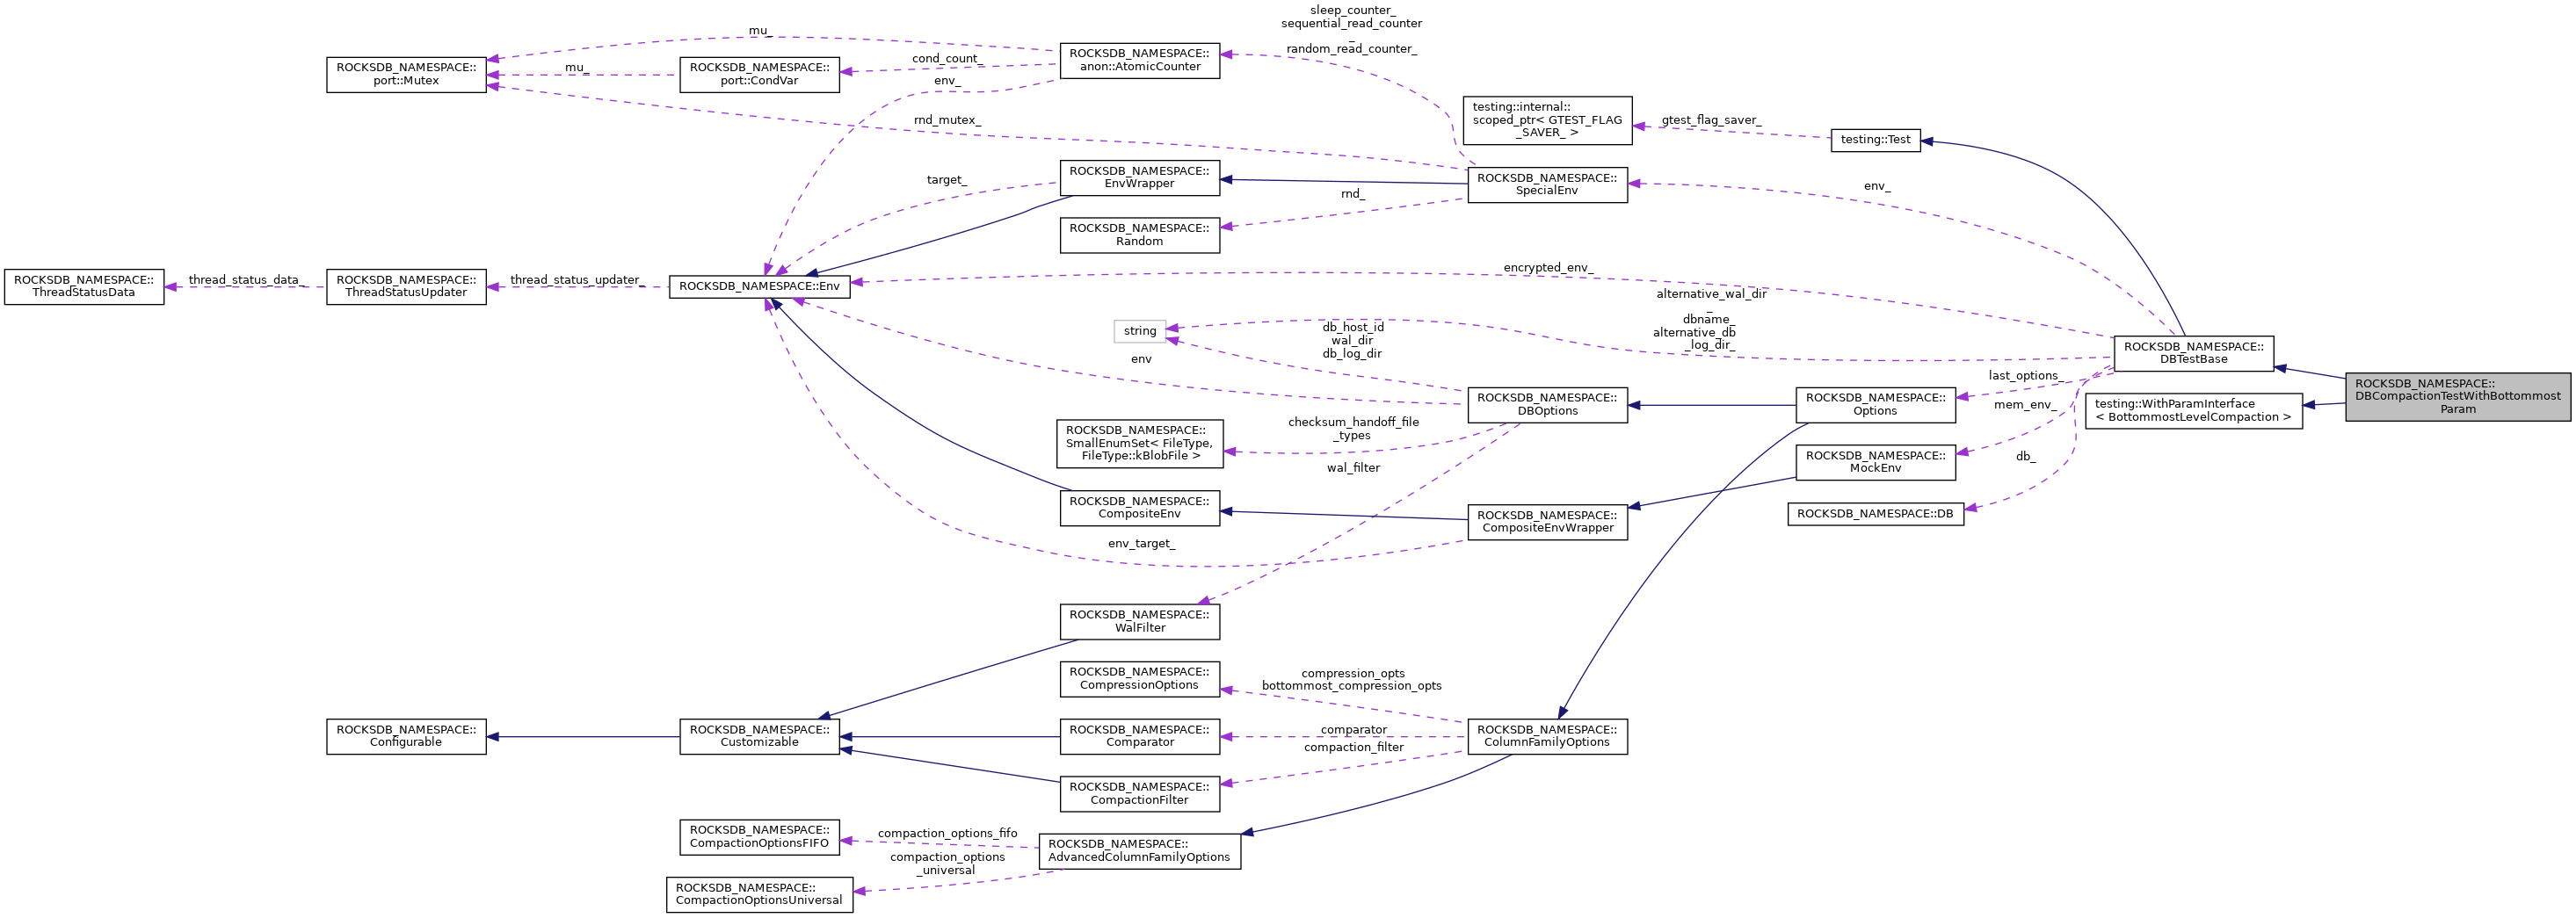 sleep_counter_
sequential_read_counter
_
random_read_counter_
mu_
ROCKSDB_NAMESPACE::
port::Mutex
mu_
ROCKSDB_NAMESPACE::
port::CondVar
cond_count_
env_
ROCKSDB_NAMESPACE::
anon::AtomicCounter
rnd_mutex_
testing::internal::
scoped_ptr< GTEST_FLAG
_SAVER_ >
gtest_flag_saver_
testing::Test
target_
ROCKSDB_NAMESPACE::
EnvWrapper
rnd_
ROCKSDB_NAMESPACE::
SpecialEnv
env_
ROCKSDB_NAMESPACE::
Random
ROCKSDB_NAMESPACE::
ThreadStatusData
thread_status_data_
ROCKSDB_NAMESPACE::
ThreadStatusUpdater
thread_status_updater_
ROCKSDB_NAMESPACE::Env
encrypted_env_
alternative_wal_dir
_
dbname_
alternative_db
_log_dir_
string
db_host_id
wal_dir
db_log_dir
env
ROCKSDB_NAMESPACE::
DBTestBase
ROCKSDB_NAMESPACE::
DBCompactionTestWithBottommost
Param
last_options_
mem_env_
db_
testing::WithParamInterface
< BottommostLevelCompaction >
ROCKSDB_NAMESPACE::
DBOptions
ROCKSDB_NAMESPACE::
Options
checksum_handoff_file
_types
wal_filter
ROCKSDB_NAMESPACE::
SmallEnumSet< FileType,
FileType::kBlobFile >
ROCKSDB_NAMESPACE::
MockEnv
ROCKSDB_NAMESPACE::DB
ROCKSDB_NAMESPACE::
CompositeEnv
ROCKSDB_NAMESPACE::
CompositeEnvWrapper
env_target_
ROCKSDB_NAMESPACE::
WalFilter
ROCKSDB_NAMESPACE::
CompressionOptions
compression_opts
bottommost_compression_opts
ROCKSDB_NAMESPACE::
Configurable
ROCKSDB_NAMESPACE::
Customizable
ROCKSDB_NAMESPACE::
Comparator
comparator
compaction_filter
ROCKSDB_NAMESPACE::
ColumnFamilyOptions
ROCKSDB_NAMESPACE::
CompactionFilter
ROCKSDB_NAMESPACE::
CompactionOptionsFIFO
compaction_options_fifo
compaction_options
_universal
ROCKSDB_NAMESPACE::
AdvancedColumnFamilyOptions
ROCKSDB_NAMESPACE::
CompactionOptionsUniversal